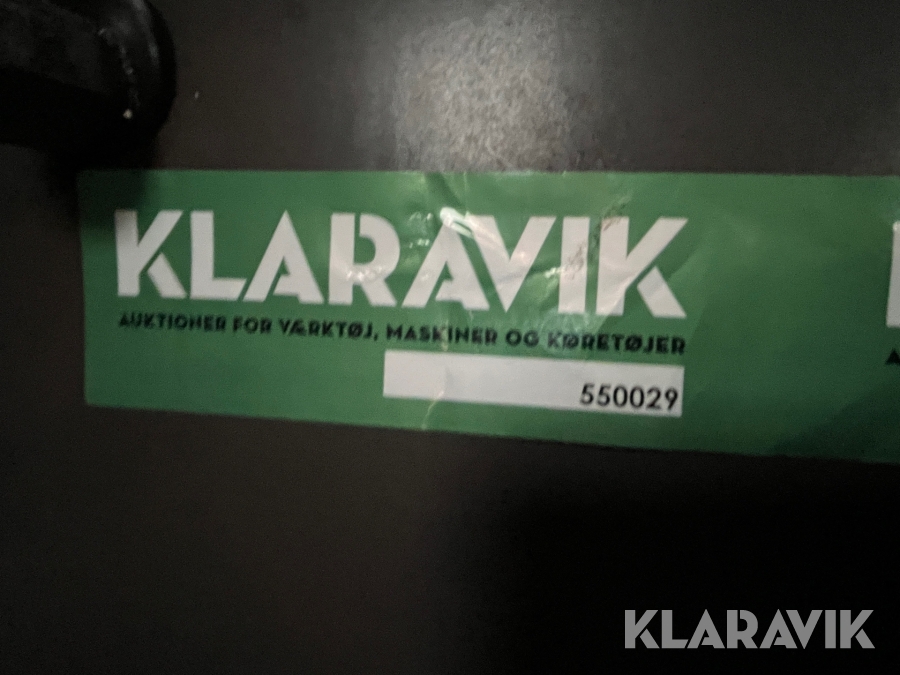 KLARAVIK
AUKTIONER FOR VÆRKTØJ, MASKINER OG KØRETØJER
550029
KLARAVIK